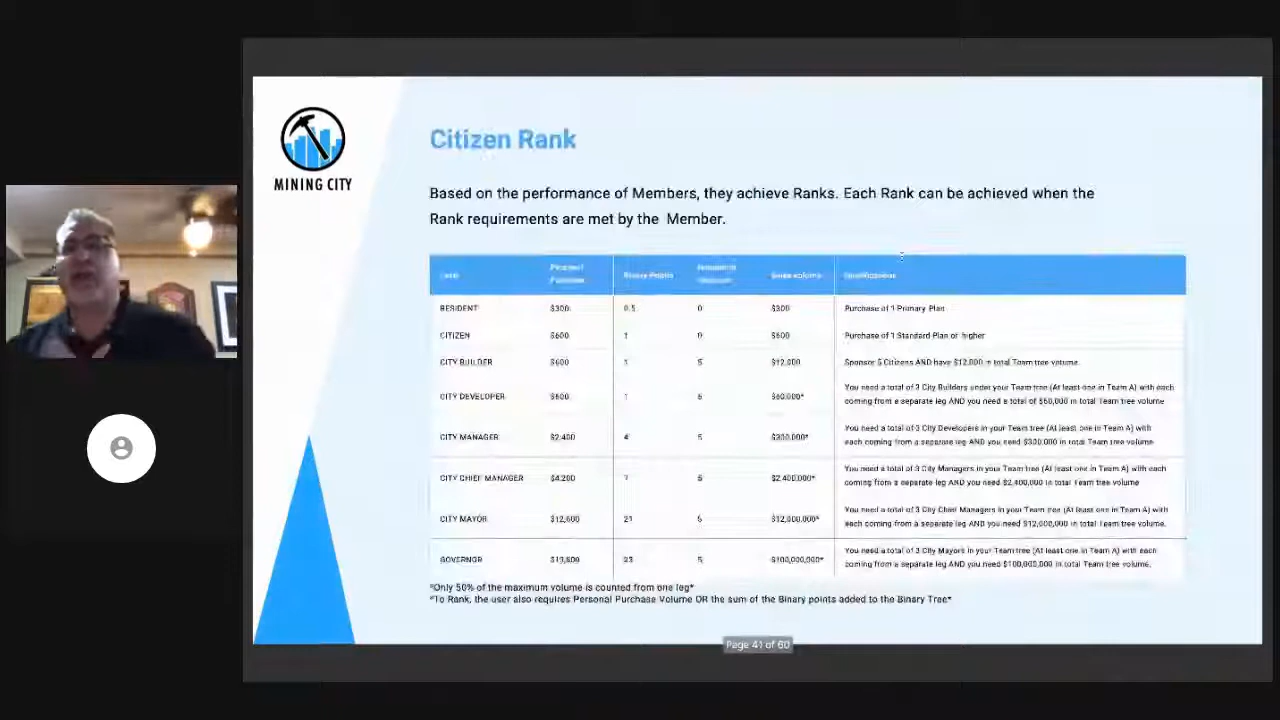 MINING CITY
Citizen Rank
Based on the performance of Members, they achieve Ranks. Each Rank can be achieved when the
Rank requirements are met by the Member.
Personal Binary Points Sales volume Qualifications
RESIDENT $300 0.5 0 $300 Purchase of 1 Primary Plan
CITIZEN $600 1 0 $600 Purchase of 1 Standard Plan or higher
CITY BUILDER $600 1 5 $12,000 Sponsor 5 Citizens AND have $12,000 in total Team tree volume.
CITY DEVELOPER $600 1 5 $60,000* You need a total of 3 City Builders under your Team tree (At least one in Team A) with each
coming from a separate leg AND you need a total of $60,000 in total Team tree volume
CITY MANAGER $2,400 4 5 $300,000* You need a total of 3 City Developers in your Team tree (At least one in Team A) with
each coming from a separate leg AND you need $300,000 in total Team tree volume
CITY CHIEF MANAGER $4,200 7 5 $2,400,000* You need a total of 3 City Managers in your Team tree (At least one in Team A) with each
coming from a separate leg AND you need $2,400,000 in total Team tree volume
CITY MAYOR $12,600 21 5 $12,000,000* You need a total of 3 City Chief Managers in your Team tree (At least one in Team A) with
each coming from a separate leg AND you need $12,000,000 in total Team tree volume.
GOVERNOR $13,800 23 5 $100,000,000* You need a total of 3 City Mayors in your Team tree (At least one in Team A) with each
coming from a separate leg AND you need $100,000,000 in total Team tree volume.
*Only 50% of the maximum volume is counted from one leg*
*To Rank, the user also requires Personal Purchase Volume OR the sum of the Binary points added to the Binary Tree*
Page 41 of 60